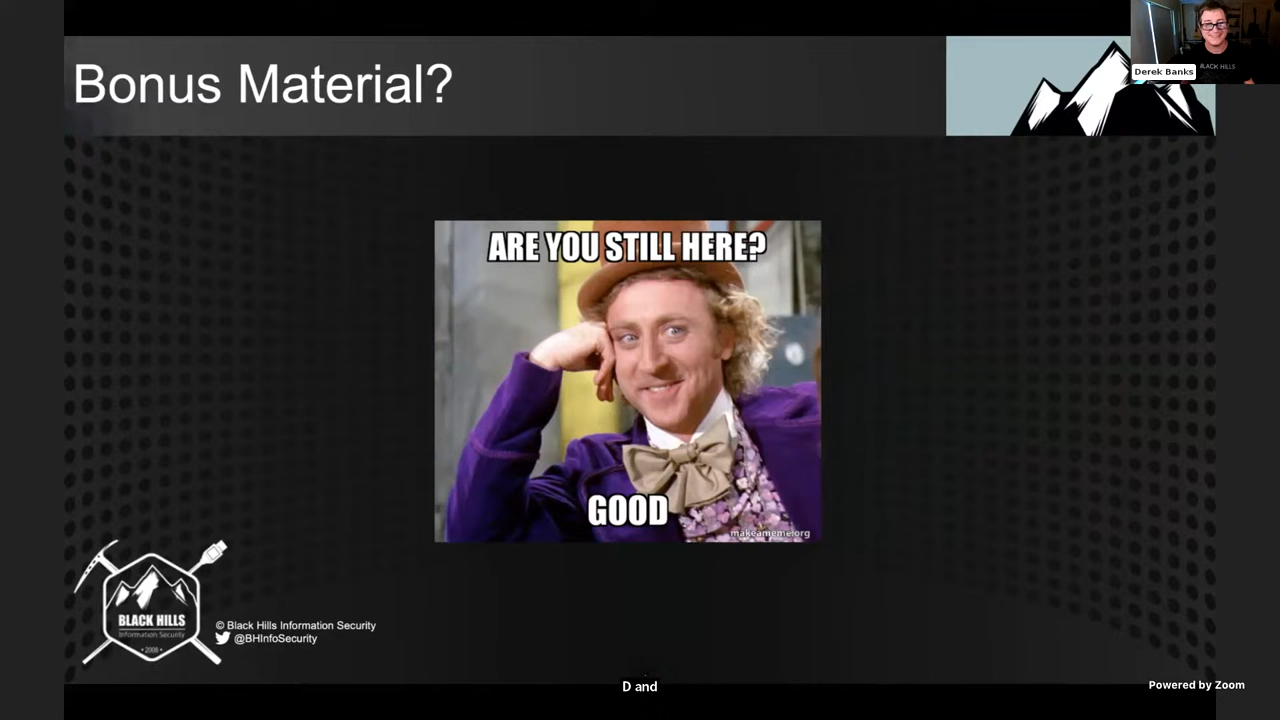 Bonus Material?
Derek Banks
BLACK HILLS
ARE YOU STILL HERE?
GOOD
makeameme.org
BLACK HILLS
Information Security
• 2008 •
© Black Hills Information Security
@BHInfoSecurity
D and
Powered by Zoom